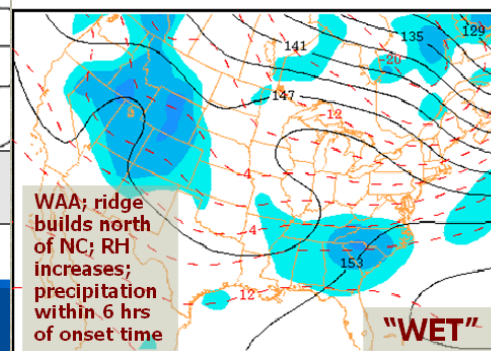 129
135
141
-20
147
-12
-4
4
153
12
WAA; ridge
builds north
of NC; RH
increases;
precipitation
within 6 hrs
of onset time
“WET”